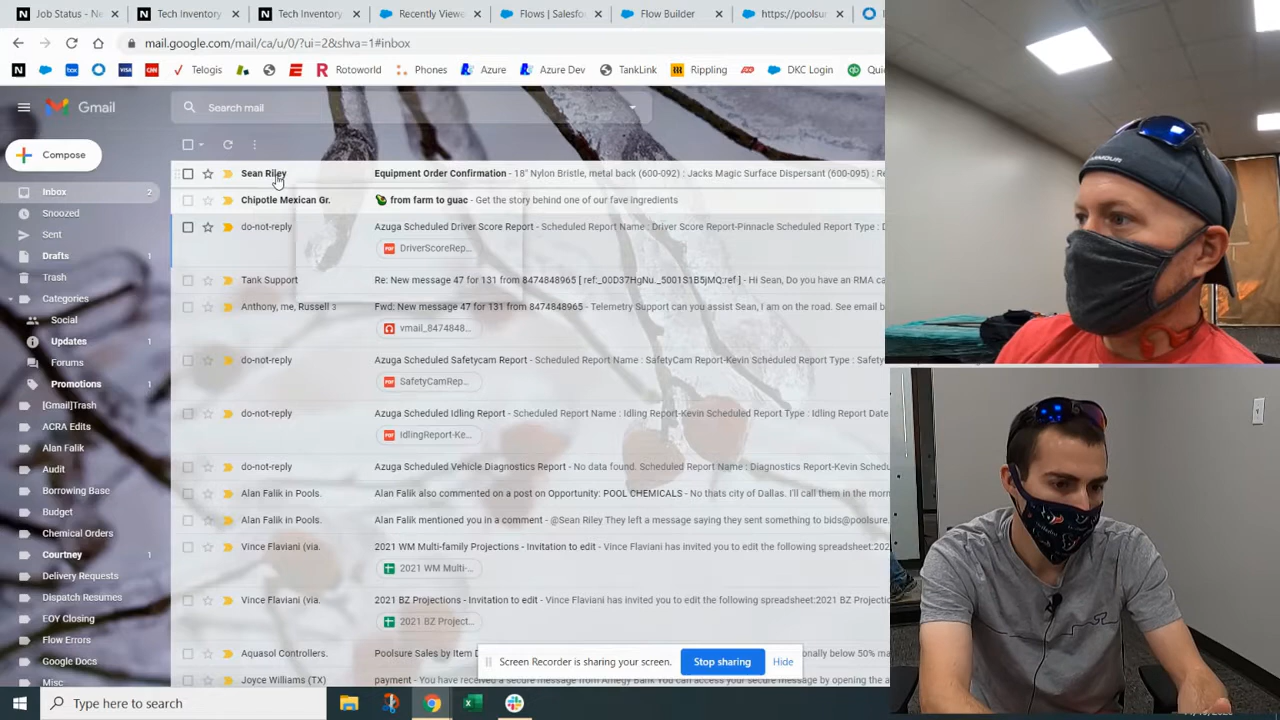 Job Status - Ne
Tech Inventory
Tech Inventory
Recently Viewe
Flows | Salesfo
Flow Builder
https://poolsur
mail.google.com/mail/ca/u/0/?ui=2&shva=1#inbox
Telogis
Rotoworld
Phones
Azure
Azure Dev
TankLink
Rippling
DKC Login
Quic
Gmail
Search mail
Compose
Inbox 2
Snoozed
Sent
Drafts 1
Trash
Categories
Social
Updates 1
Forums
Promotions 1
[Gmail]Trash
ACRA Edits
Alan Falik
Audit
Borrowing Base
Budget
Chemical Orders
Courtney 1
Delivery Requests
Dispatch Resumes
EOY Closing
Flow Errors
Google Docs
Misc
Sean Riley Equipment Order Confirmation - 18" Nylon Bristle, metal back (600-092) : Jacks Magic Surface Dispersant (600-095) : Re
Chipotle Mexican Gr. from farm to guac - Get the story behind one of our fave ingredients
do-not-reply Azuga Scheduled Driver Score Report - Scheduled Report Name : Driver Score Report-Pinnacle Scheduled Report Type : D
PDF DriverScoreRep...
Tank Support Re: New message 47 for 131 from 8474848965 [ ref:_00D37HgNu._5001S1B5jMQ:ref ] - Hi Sean, Do you have an RMA c
Anthony, me, Russell 3 Fwd: New message 47 for 131 from 8474848965 - Telemetry Support can you assist Sean, I am on the road. See email b
vmail_8474848...
do-not-reply Azuga Scheduled Safetycam Report - Scheduled Report Name : SafetyCam Report-Kevin Scheduled Report Type : Safety
PDF SafetyCamRep...
do-not-reply Azuga Scheduled Idling Report - Scheduled Report Name : Idling Report-Kevin Scheduled Report Type : Idling Report Date
PDF IdlingReport-Ke...
do-not-reply Azuga Scheduled Vehicle Diagnostics Report - No data found. Scheduled Report Name : Diagnostics Report-Kevin Schedu
Alan Falik in Pools. Alan Falik also commented on a post on Opportunity: POOL CHEMICALS - No thats city of Dallas. I'll call them in the morn
Alan Falik in Pools. Alan Falik mentioned you in a comment - @Sean Riley They left a message saying they sent something to bids@poolsure.
Vince Flaviani (via. 2021 WM Multi-family Projections - Invitation to edit - Vince Flaviani has invited you to edit the following spreadsheet:202
2021 WM Multi-...
Vince Flaviani (via. 2021 BZ Projections - Invitation to edit - Vince Flaviani has invited you to edit the following spreadsheet:2021 BZ Projec
2021 BZ Project...
Aquasol Controllers. Poolsure Sales by Item D
onally below 50% ma
Joyce Williams (TX) payment - You have received a secure message from Amegy Bank You can access your secure message by opening the a
Screen Recorder is sharing your screen.
Stop sharing
Hide
Type here to search